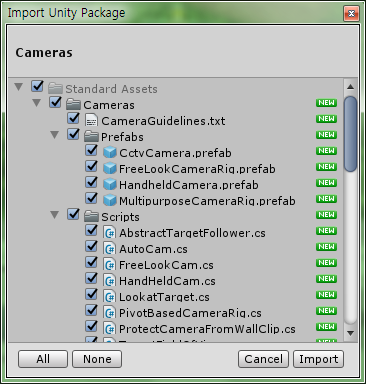 Import Unity Package
Cameras
Standard Assets
Cameras NEW
CameraGuidelines.txt NEW
Prefabs NEW
CctvCamera.prefab NEW
FreeLookCameraRig.prefab NEW
HandheldCamera.prefab NEW
MultipurposeCameraRig.prefab NEW
Scripts NEW
AbstractTargetFollower.cs NEW
AutoCam.cs NEW
FreeLookCam.cs NEW
HandHeldCam.cs NEW
LookatTarget.cs NEW
PivotBasedCameraRig.cs NEW
ProtectCameraFromWallClip.cs NEW
All None Cancel Import